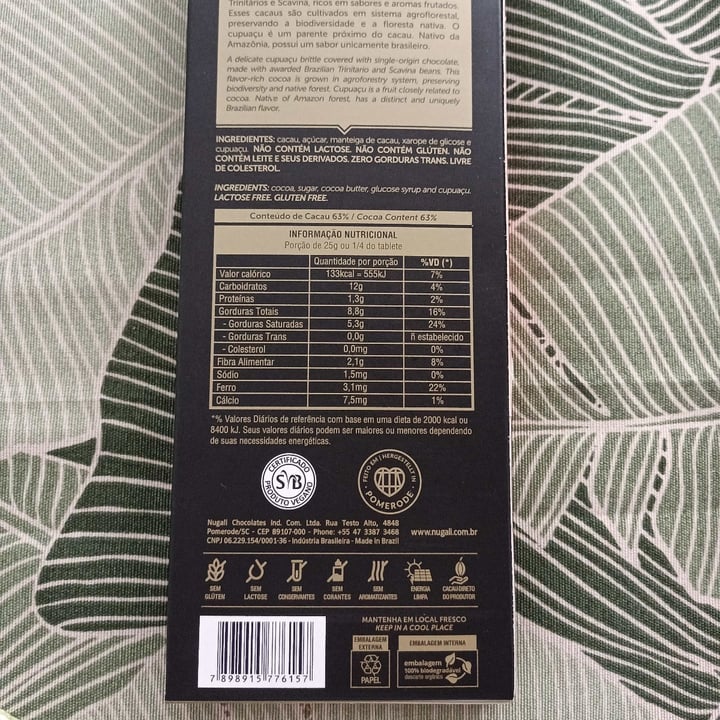 Trinitários e Scavina, ricos em sabores e aromas frutados.
Esses cacaus são cultivados em sistema agroflorestal,
preservando a biodiversidade e a floresta nativa. O
cupuaçu é um parente próximo do cacau. Nativo da
Amazônia, possui um sabor unicamente brasileiro.
A delicate cupuaçu brittle covered with single-origin chocolate,
made with awarded Brazilian Trinitario and Scavina beans. This
flavor-rich cocoa is grown in agroforestry system, preserving
biodiversity and native forest. Cupuaçu is a fruit closely related to
cocoa. Native of Amazon forest, has a distinct and uniquely
Brazilian flavor.
INGREDIENTES: cacau, açúcar, manteiga de cacau, xarope de glicose e
cupuaçu. NÃO CONTÉM LACTOSE. NÃO CONTÉM GLÚTEN. NÃO
CONTÉM LEITE E SEUS DERIVADOS. ZERO GORDURAS TRANS. LIVRE
DE COLESTEROL.
INGREDIENTS: cocoa, sugar, cocoa butter, glucose syrup and cupuaçu.
LACTOSE FREE. GLUTEN FREE.
Conteúdo de Cacau 63% / Cocoa Content 63%
INFORMAÇÃO NUTRICIONAL
Porção de 25g ou 1/4 do tablete
Quantidade por porção %VD (*)
Valor calórico 133kcal = 555kJ 7%
Carboidratos 12g 4%
Proteínas 1,3g 2%
Gorduras Totais 8,8g 16%
- Gorduras Saturadas 5,3g 24%
- Gorduras Trans 0,0g ñ estabelecido
- Colesterol 0,0mg 0%
Fibra Alimentar 2,1g 8%
Sódio 1,5mg 0%
Ferro 3,1mg 22%
Cálcio 7,5mg 1%
*% Valores Diários de referência com base em uma dieta de 2000 kcal ou
8400 kJ. Seus valores diários podem ser maiores ou menores dependendo
de suas necessidades energéticas.
CERTIFICADO
SVB
PRODUTO VEGANO
FEITO EM | HERGESTELLT IN
POMERODE
Nugali Chocolates Ind. Com. Ltda. Rua Testo Alto, 4848
Pomerode/SC - CEP 89107-000 - Phone: +55 47 3387 3468
CNPJ 06.229.154/0001-36 - Indústria Brasileira - Made in Brazil
www.nugali.com.br
SEM GLÚTEN
SEM LACTOSE
SEM CONSERVANTES
SEM CORANTES
SEM AROMATIZANTES
ENERGIA LIMPA
CACAU DIRETO DO PRODUTOR
MANTENHA EM LOCAL FRESCO
KEEP IN A COOL PLACE
EMBALAGEM EXTERNA
PAPEL
EMBALAGEM INTERNA
embalagem
100% biodegradável
descarte orgânico
7 898915 776157